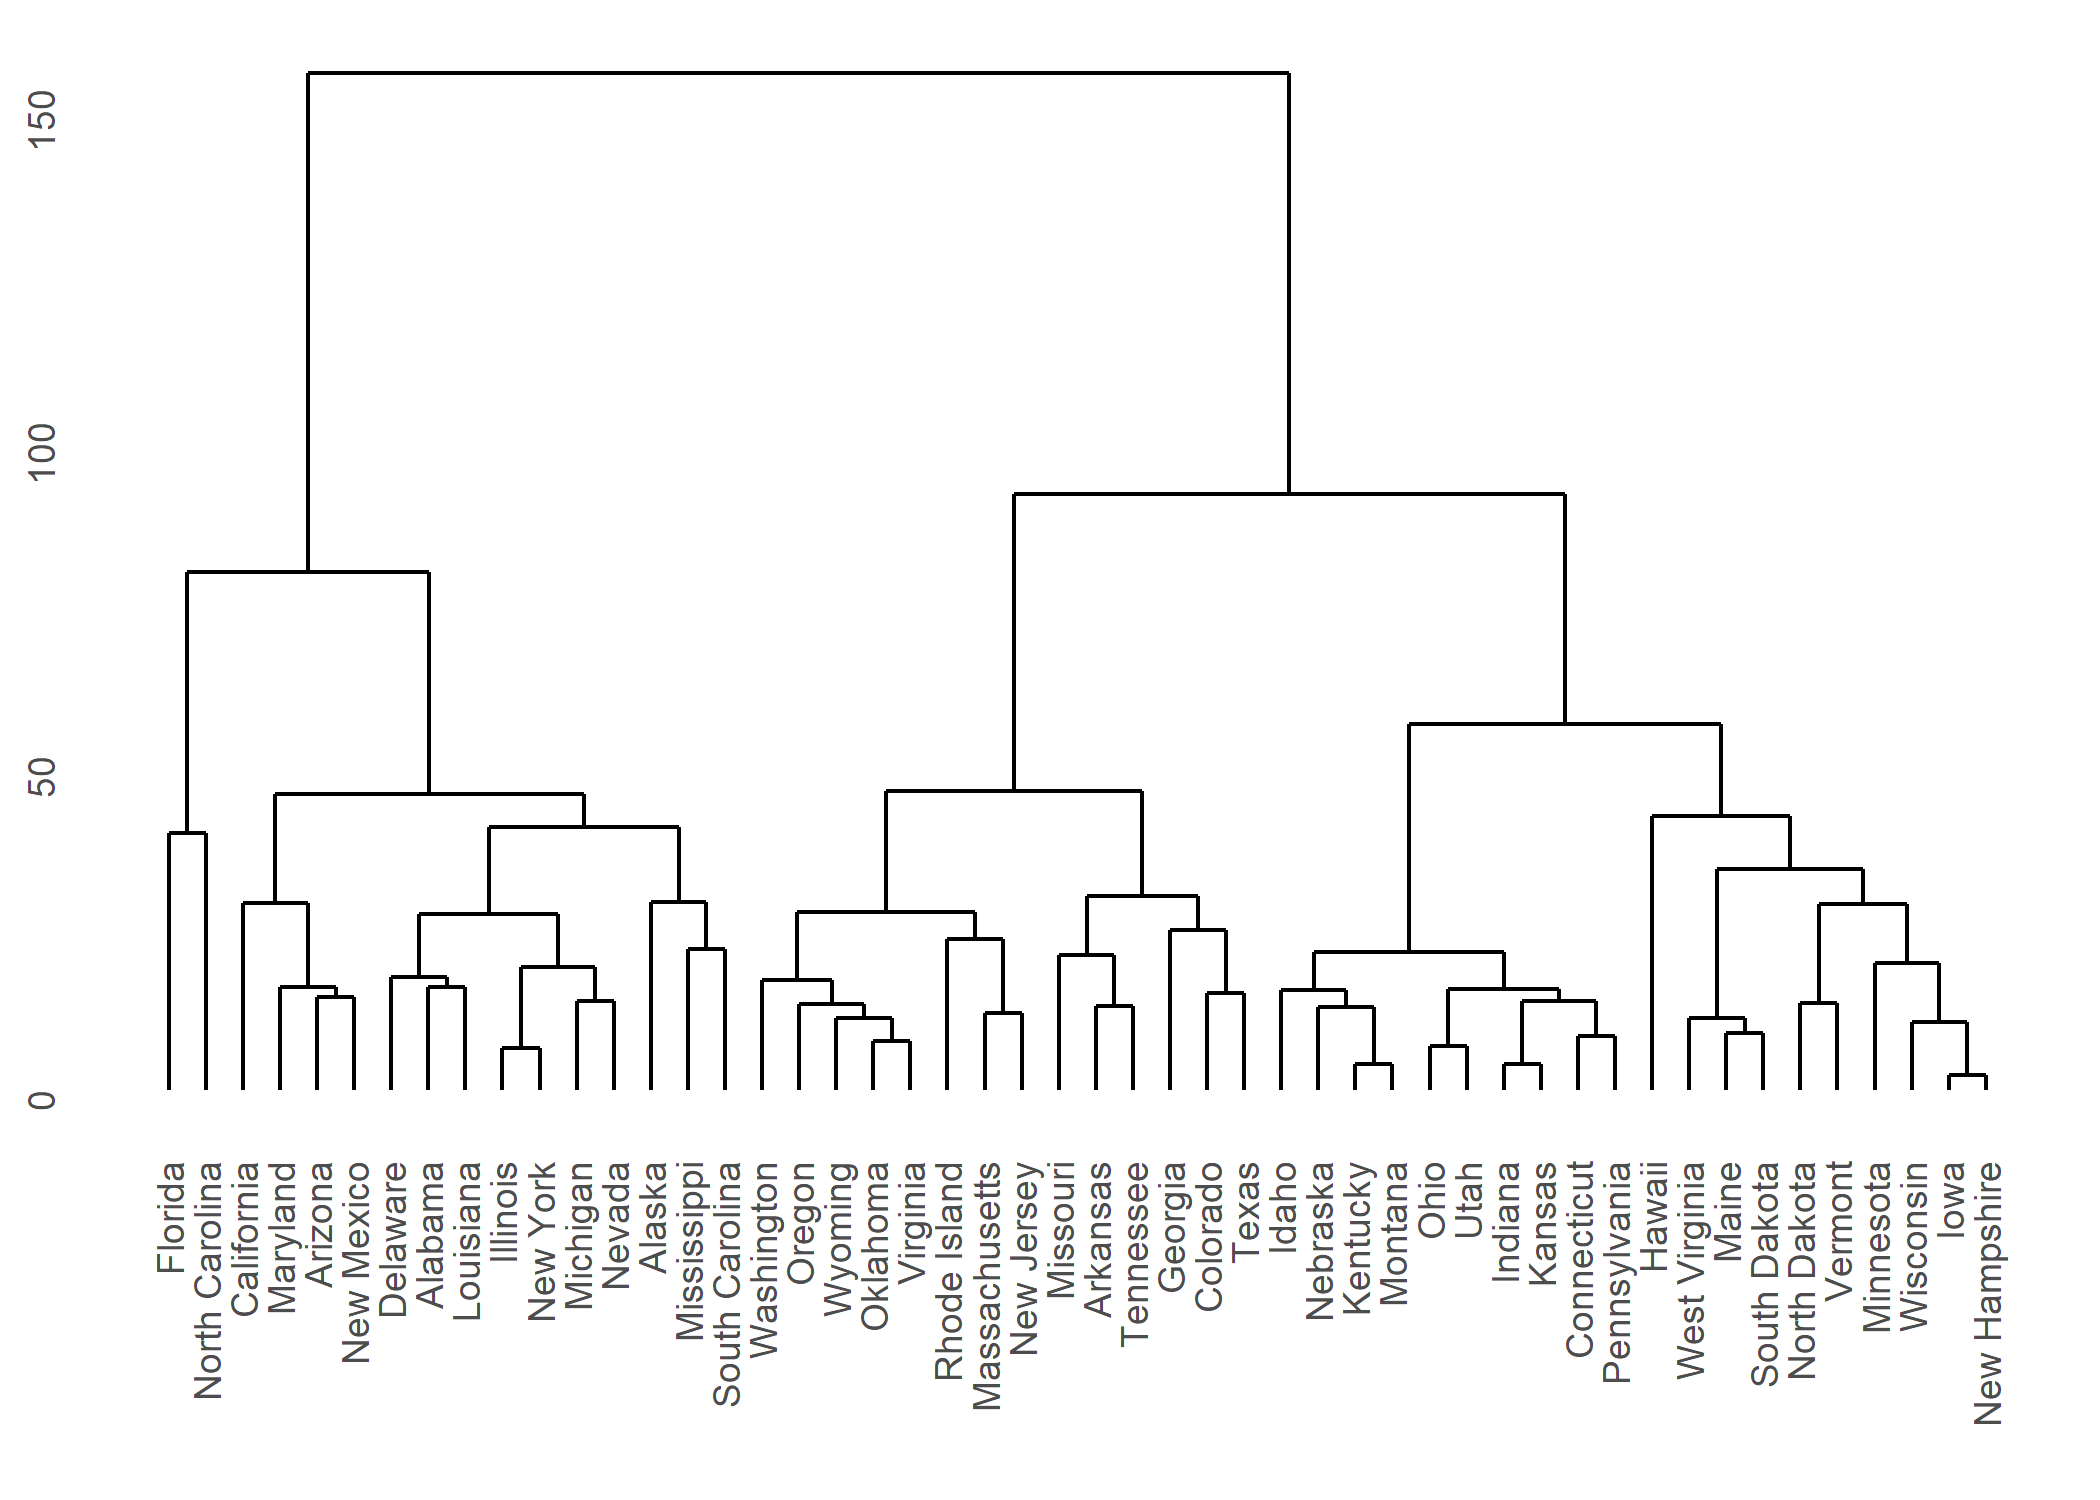 150
100
50
0
Florida
North Carolina
California
Maryland
Arizona
New Mexico
Delaware
Alabama
Louisiana
Illinois
New York
Michigan
Nevada
Alaska
Mississippi
South Carolina
Washington
Oregon
Wyoming
Oklahoma
Virginia
Rhode Island
Massachusetts
New Jersey
Missouri
Arkansas
Tennessee
Georgia
Colorado
Texas
Idaho
Nebraska
Kentucky
Montana
Ohio
Utah
Indiana
Kansas
Connecticut
Pennsylvania
Hawaii
West Virginia
Maine
South Dakota
North Dakota
Vermont
Minnesota
Wisconsin
Iowa
New Hampshire